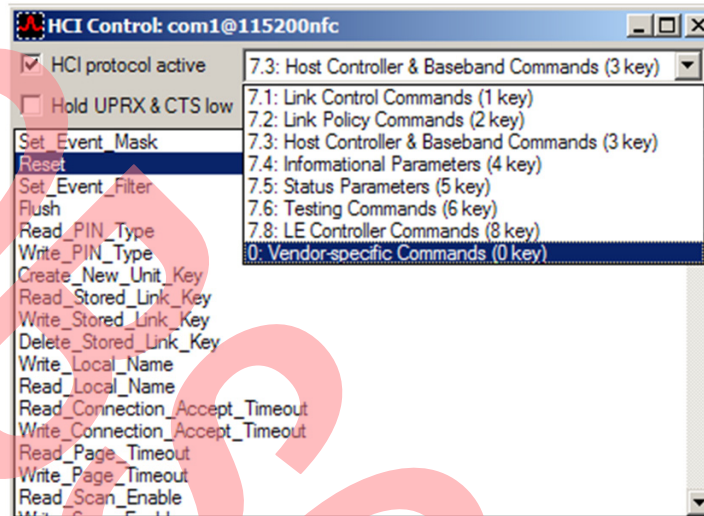 HCI Control: com1@115200nfc
HCI protocol active
7.3: Host Controller & Baseband Commands (3 key)
Hold UPRX & CTS low
7.1: Link Control Commands (1 key)
7.2: Link Policy Commands (2 key)
7.3: Host Controller & Baseband Commands (3 key)
7.4: Informational Parameters (4 key)
7.5: Status Parameters (5 key)
7.6: Testing Commands (6 key)
7.8: LE Controller Commands (8 key)
0: Vendor-specific Commands (0 key)
Set_Event_Mask
Reset
Set_Event_Filter
Flush
Read_PIN_Type
Write_PIN_Type
Create_New_Unit_Key
Read_Stored_Link_Key
Write_Stored_Link_Key
Delete_Stored_Link_Key
Write_Local_Name
Read_Local_Name
Read_Connection_Accept_Timeout
Write_Connection_Accept_Timeout
Read_Page_Timeout
Write_Page_Timeout
Read_Scan_Enable